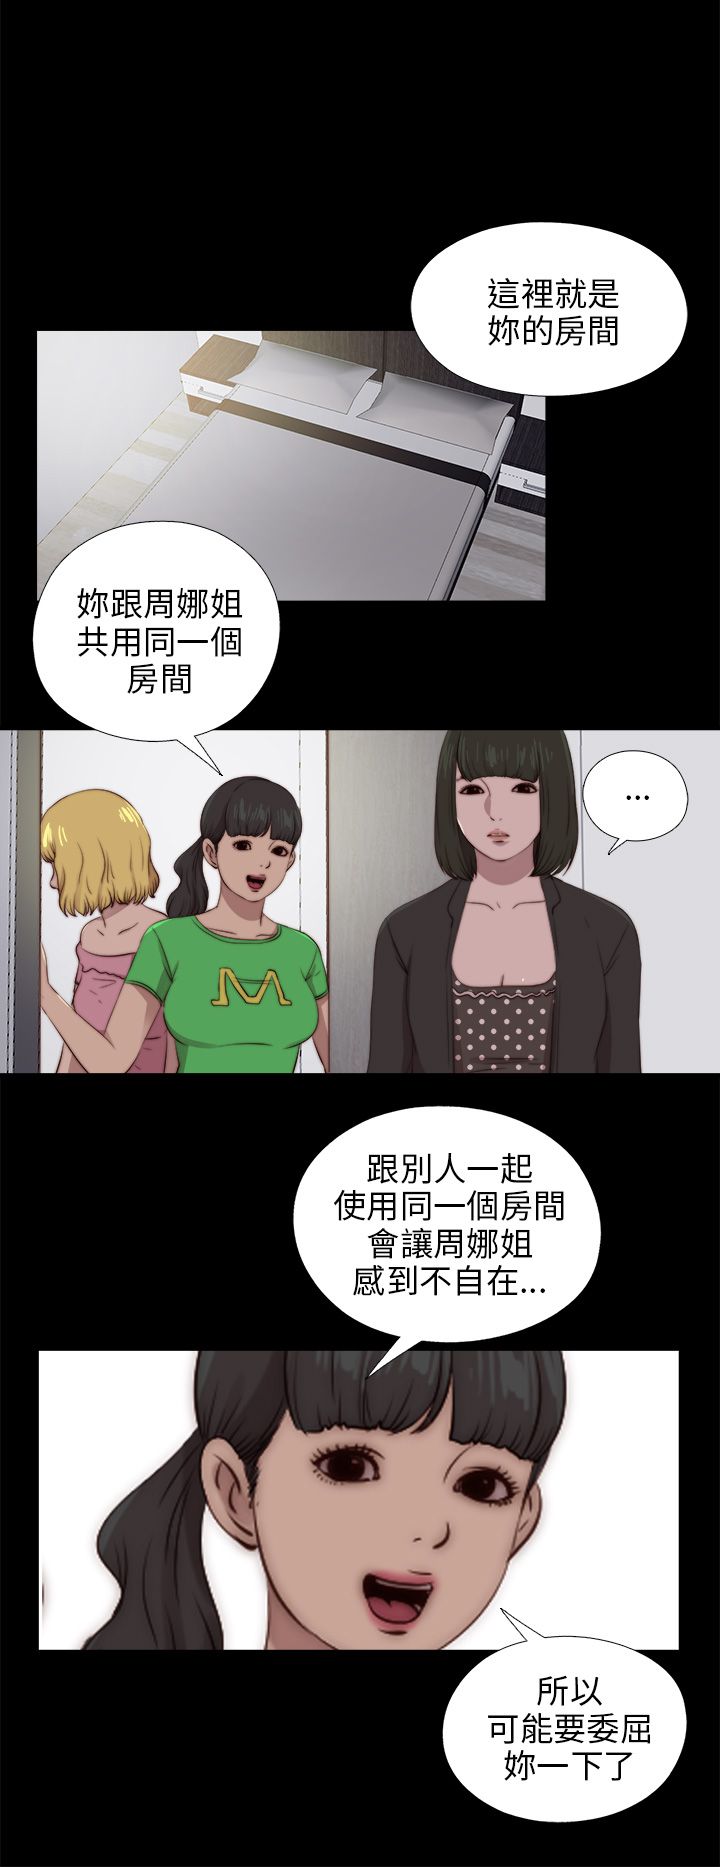 這裡就是
妳的房間
妳跟周娜姐
共用同一個
房間
...
M
跟別人一起
使用同一個房間
會讓周娜姐
感到不自在...
所以
可能要委屈
妳一下了